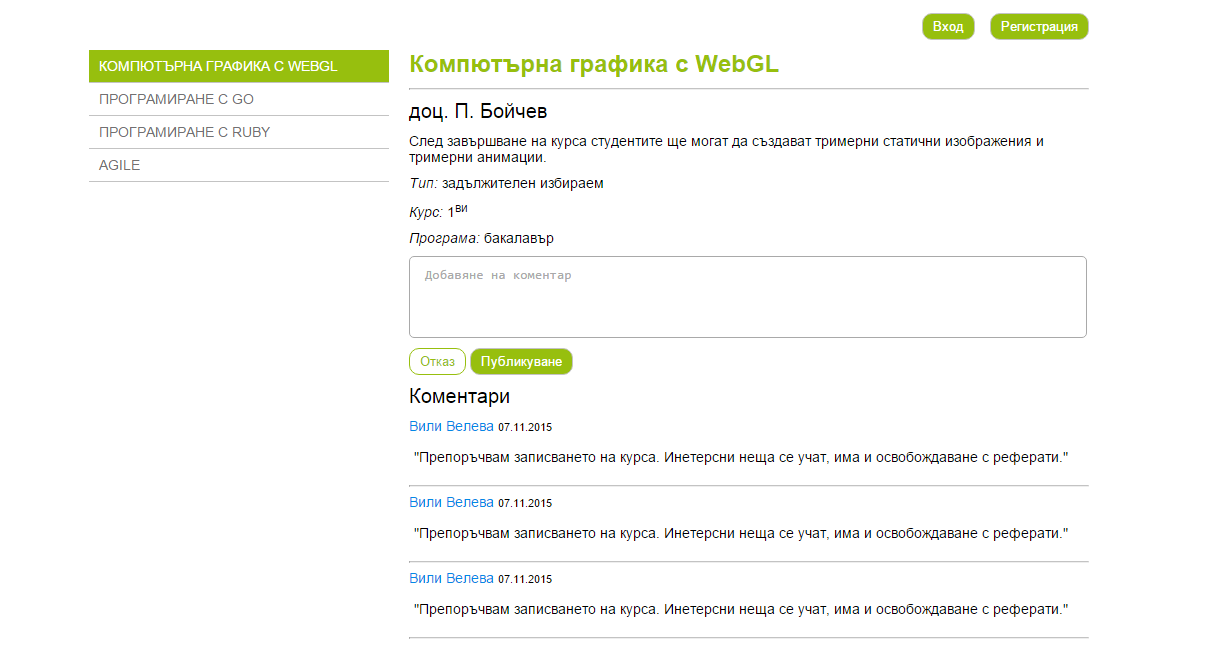 Вход Регистрация
КОМПЮТЪРНА ГРАФИКА С WEBGL
ПРОГРАМИРАНЕ С GO
ПРОГРАМИРАНЕ С RUBY
AGILE
Компютърна графика с WebGL
доц. П. Бойчев
След завършване на курса студентите ще могат да създават тримерни статични изображения и
тримерни анимации.
Тип: задължителен избираем
Курс: 1ви
Програма: бакалавър
Добавяне на коментар
Отказ Публикуване
Коментари
Вили Велева 07.11.2015
"Препоръчвам записването на курса. Инетерсни неща се учат, има и освобождаване с реферати."
Вили Велева 07.11.2015
"Препоръчвам записването на курса. Инетерсни неща се учат, има и освобождаване с реферати."
Вили Велева 07.11.2015
"Препоръчвам записването на курса. Инетерсни неща се учат, има и освобождаване с реферати."